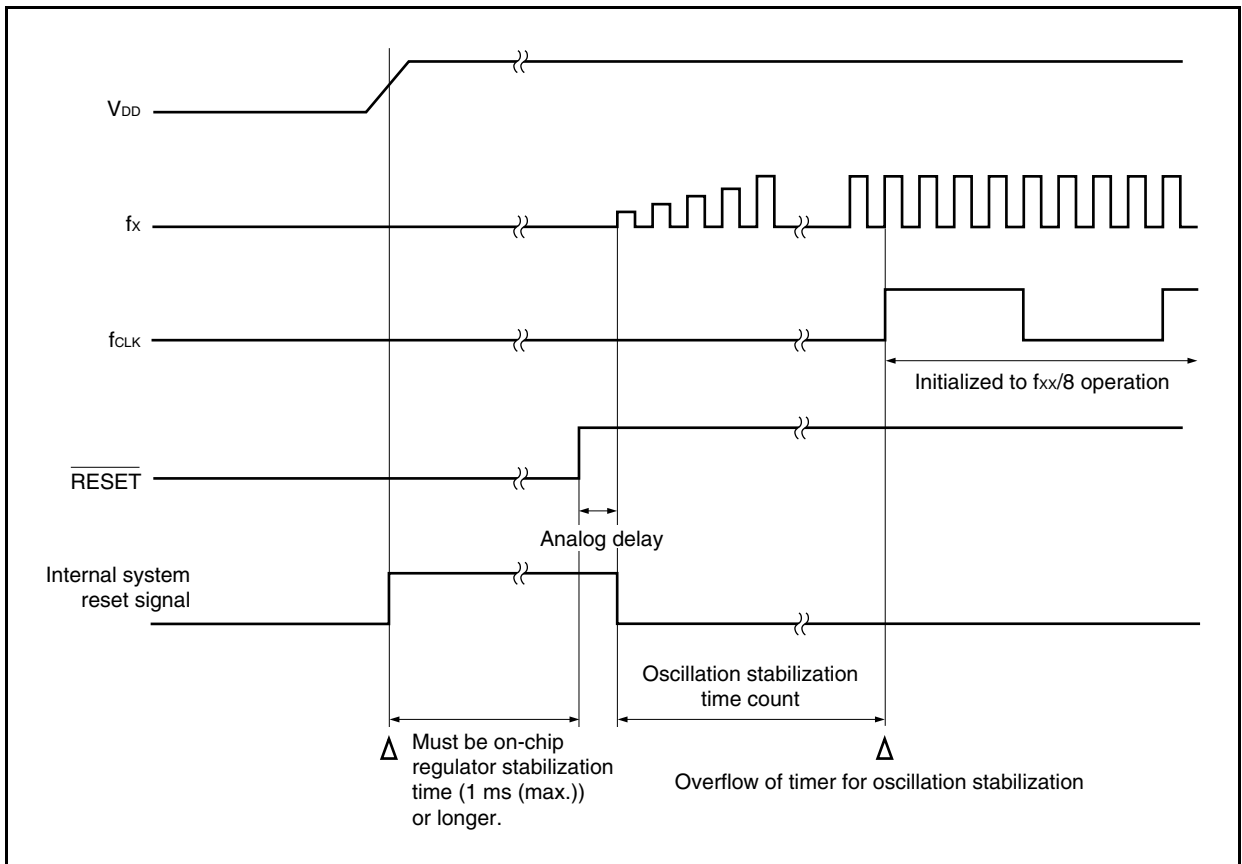 VDD
fX
fCLK
Initialized to fXX/8 operation
RESET
Analog delay
Internal system
reset signal
Oscillation stabilization
time count
Must be on-chip
regulator stabilization
time (1 ms (max.))
or longer.
Overflow of timer for oscillation stabilization